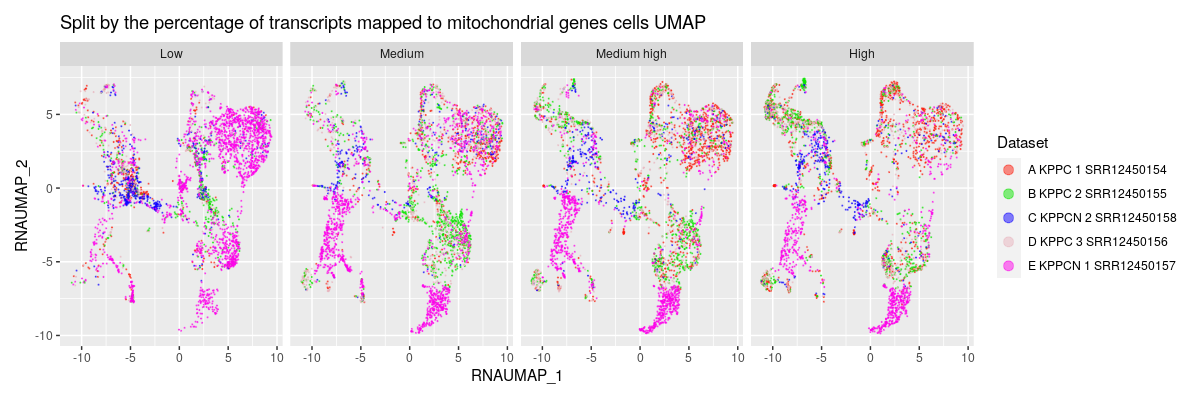 Split by the percentage of transcripts mapped to mitochondrial genes cells UMAP
Low Medium Medium high High
5
0
-5
-10
RNAUMAP_2
-10 -5 0 5 10 -10 -5 0 5 10 -10 -5 0 5 10 -10 -5 0 5 10
RNAUMAP_1
Dataset
A KPPC 1 SRR12450154
B KPPC 2 SRR12450155
C KPPCN 2 SRR12450158
D KPPC 3 SRR12450156
E KPPCN 1 SRR12450157